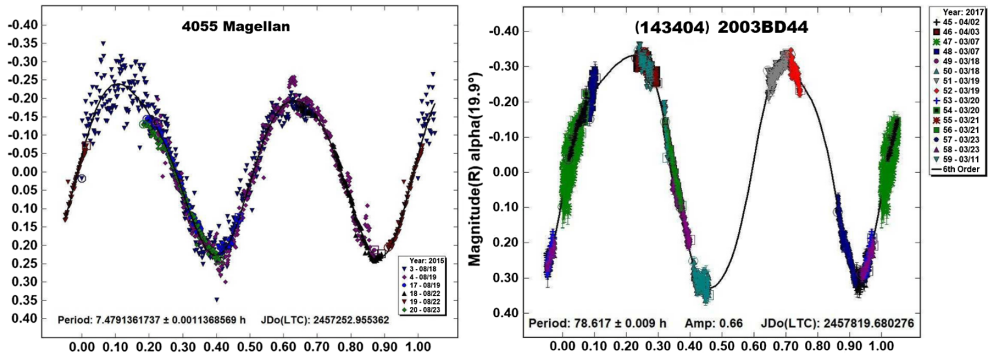 4055 Magellan
-0.40
-0.35
-0.30
-0.25
-0.20
-0.15
-0.10
-0.05
0.00
0.05
0.10
0.15
0.20
0.25
0.30
0.35
0.40
Year: 2015
3 - 08/18
4 - 08/19
17 - 08/19
18 - 08/22
19 - 08/22
20 - 08/23
Period: 7.4791361737 ± 0.0011368569 h JDo(LTC): 2457252.955362
0.00 0.10 0.20 0.30 0.40 0.50 0.60 0.70 0.80 0.90 1.00
(143404) 2003BD44
Magnitude(R) alpha(19.9°)
-0.40
-0.30
-0.20
-0.10
0.00
0.10
0.20
0.30
0.40
Period: 78.617 ± 0.009 h Amp: 0.66 JDo(LTC): 2457819.680276
0.00 0.10 0.20 0.30 0.40 0.50 0.60 0.70 0.80 0.90 1.00
Year: 2017
45 - 04/02
46 - 04/03
47 - 03/07
48 - 03/07
49 - 03/18
50 - 03/18
51 - 03/19
52 - 03/19
53 - 03/20
54 - 03/20
55 - 03/21
56 - 03/21
57 - 03/23
58 - 03/23
59 - 03/11
6th Order